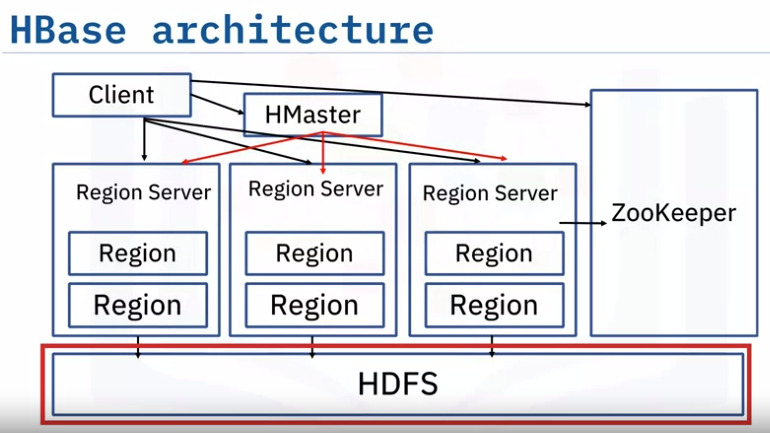 HBase architecture
Client
HMaster
Region Server
Region Server
Region Server
ZooKeeper
Region
Region
Region
Region
Region
Region
HDFS